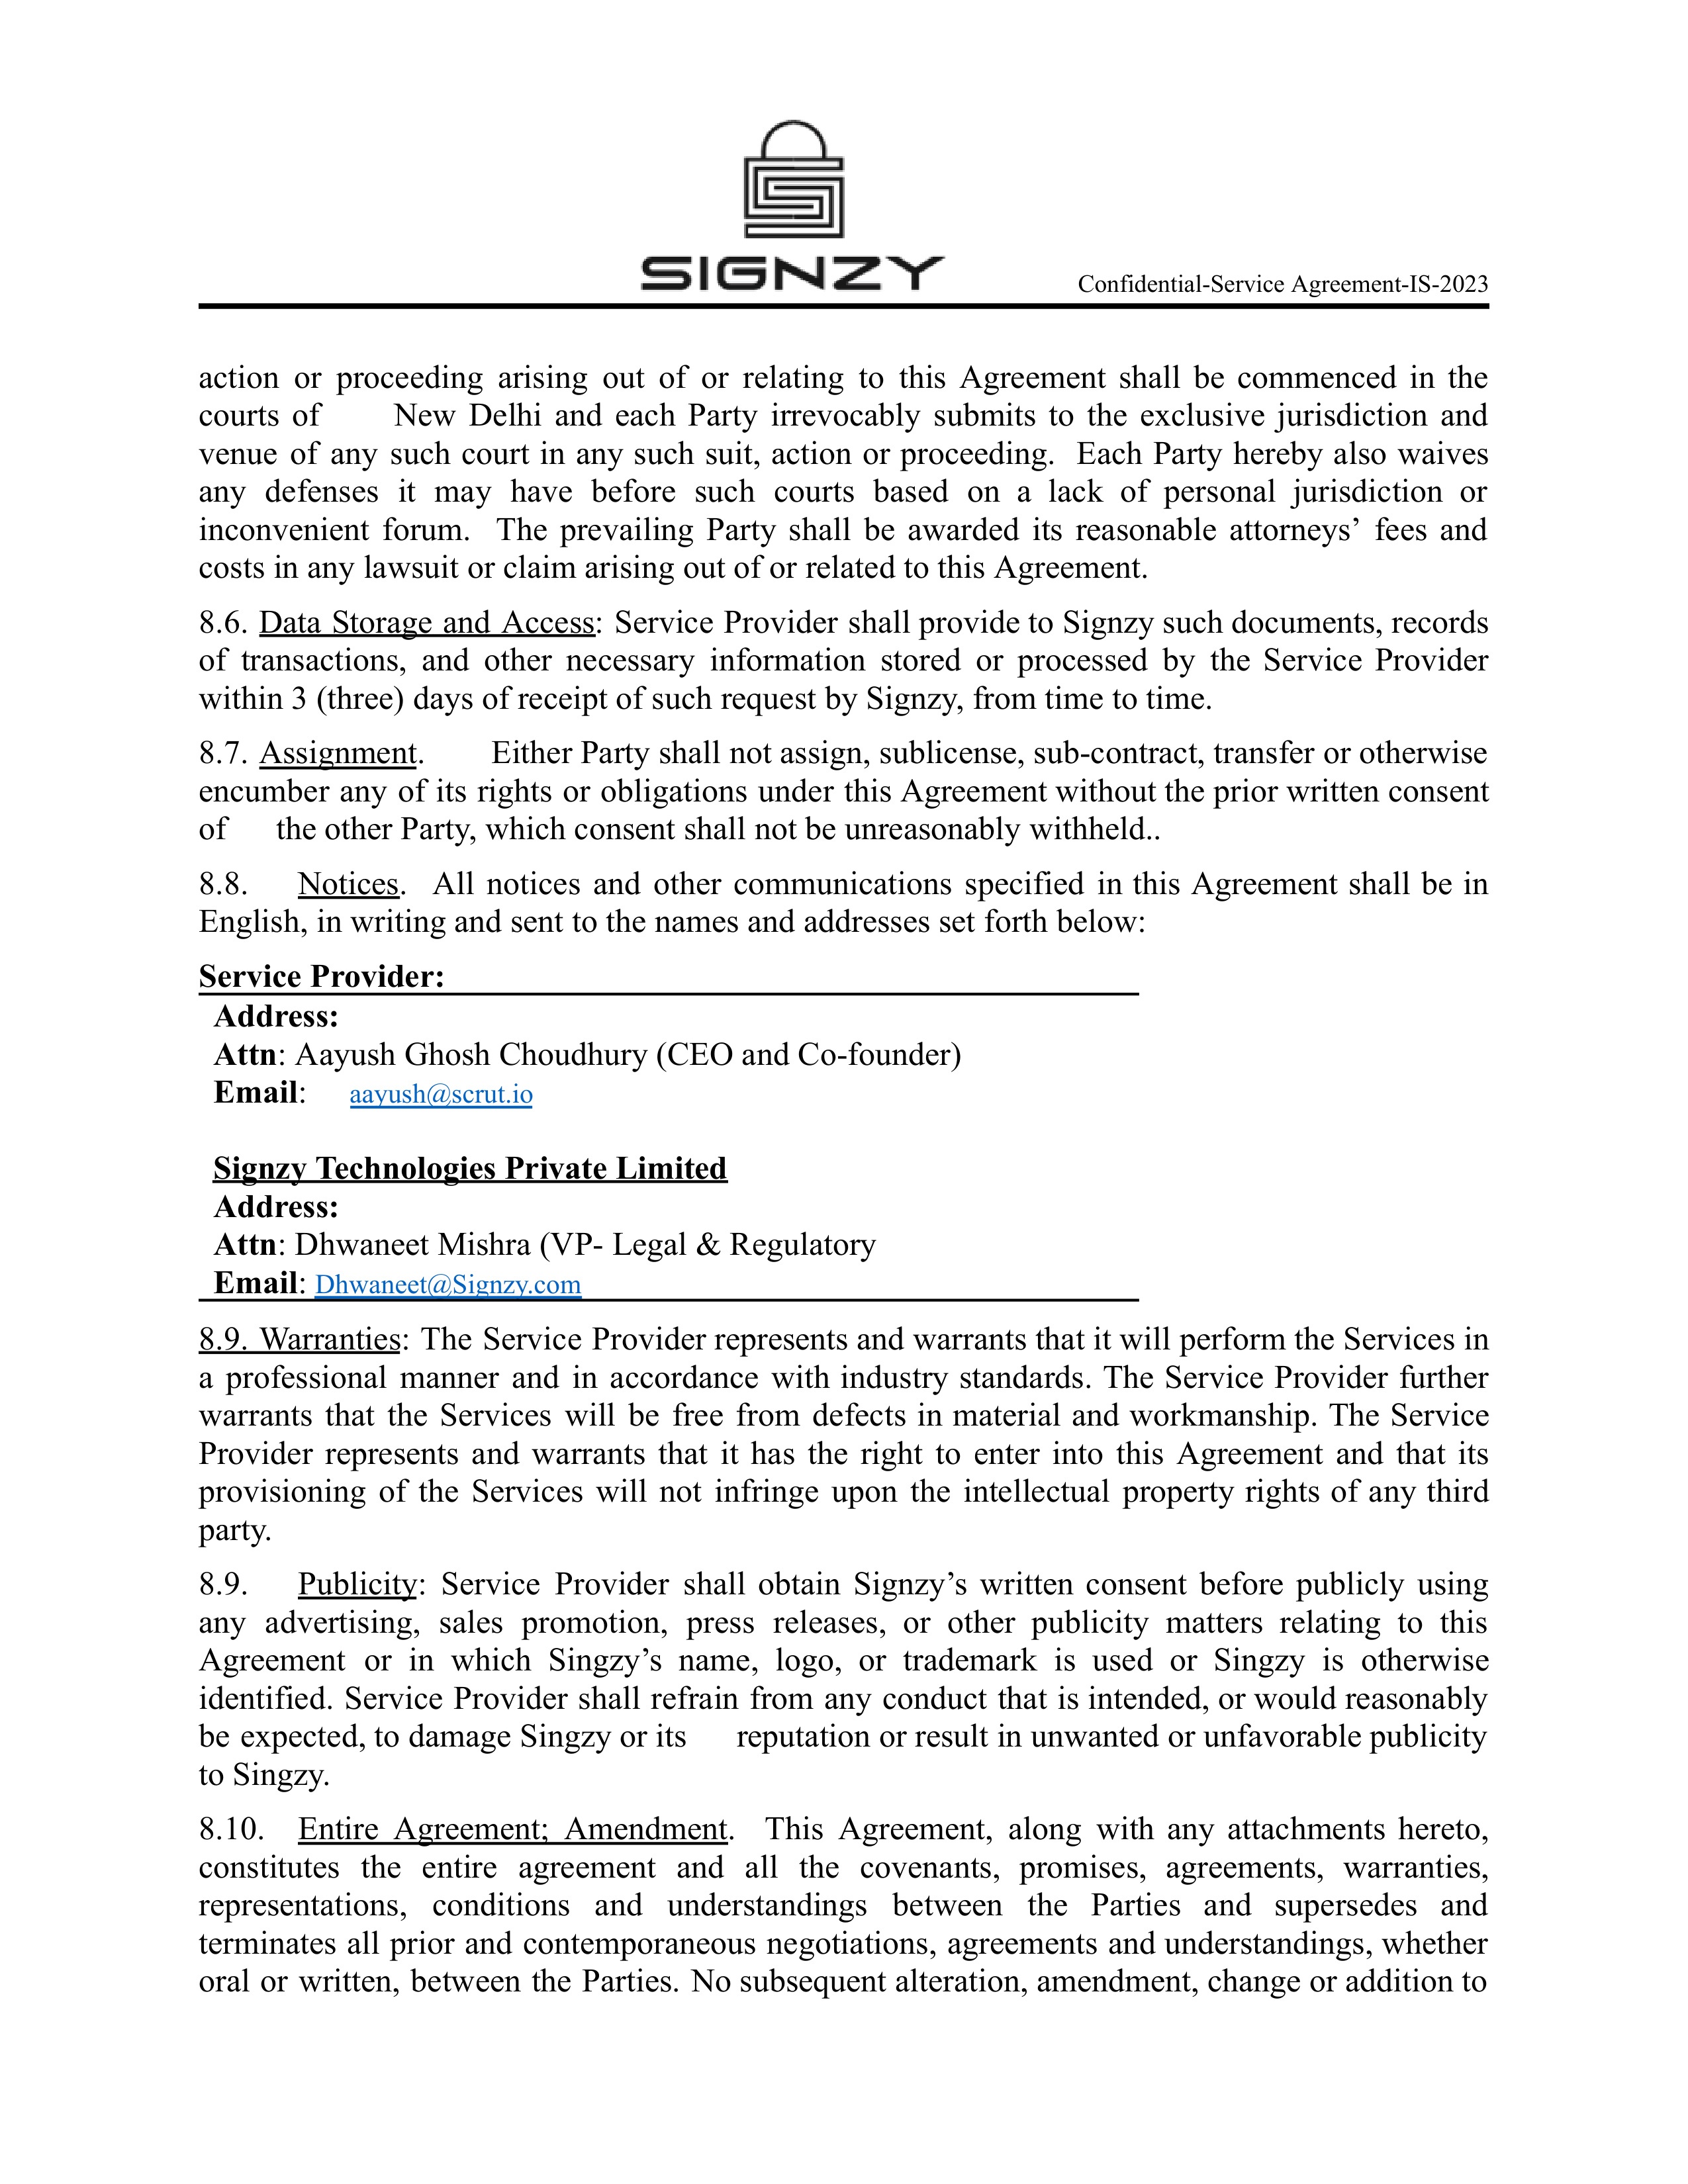 SIGNZY
Confidential-Service Agreement-IS-2023
action or proceeding arising out of or relating to this Agreement shall be commenced in the
courts of New Delhi and each Party irrevocably submits to the exclusive jurisdiction and
venue of any such court in any such suit, action or proceeding. Each Party hereby also waives
any defenses it may have before such courts based on a lack of personal jurisdiction or
inconvenient forum. The prevailing Party shall be awarded its reasonable attorneys’ fees and
costs in any lawsuit or claim arising out of or related to this Agreement.
8.6. Data Storage and Access: Service Provider shall provide to Signzy such documents, records
of transactions, and other necessary information stored or processed by the Service Provider
within 3 (three) days of receipt of such request by Signzy, from time to time.
8.7. Assignment. Either Party shall not assign, sublicense, sub-contract, transfer or otherwise
encumber any of its rights or obligations under this Agreement without the prior written consent
of the other Party, which consent shall not be unreasonably withheld..
8.8. Notices. All notices and other communications specified in this Agreement shall be in
English, in writing and sent to the names and addresses set forth below:
Service Provider:
Address:
Attn: Aayush Ghosh Choudhury (CEO and Co-founder)
Email: aayush@scrut.io
Signzy Technologies Private Limited
Address:
Attn: Dhwaneet Mishra (VP- Legal & Regulatory
Email: Dhwaneet@Signzy.com
8.9. Warranties: The Service Provider represents and warrants that it will perform the Services in
a professional manner and in accordance with industry standards. The Service Provider further
warrants that the Services will be free from defects in material and workmanship. The Service
Provider represents and warrants that it has the right to enter into this Agreement and that its
provisioning of the Services will not infringe upon the intellectual property rights of any third
party.
8.9. Publicity: Service Provider shall obtain Signzy’s written consent before publicly using
any advertising, sales promotion, press releases, or other publicity matters relating to this
Agreement or in which Singzy’s name, logo, or trademark is used or Singzy is otherwise
identified. Service Provider shall refrain from any conduct that is intended, or would reasonably
be expected, to damage Singzy or its reputation or result in unwanted or unfavorable publicity
to Singzy.
8.10. Entire Agreement; Amendment. This Agreement, along with any attachments hereto,
constitutes the entire agreement and all the covenants, promises, agreements, warranties,
representations, conditions and understandings between the Parties and supersedes and
terminates all prior and contemporaneous negotiations, agreements and understandings, whether
oral or written, between the Parties. No subsequent alteration, amendment, change or addition to